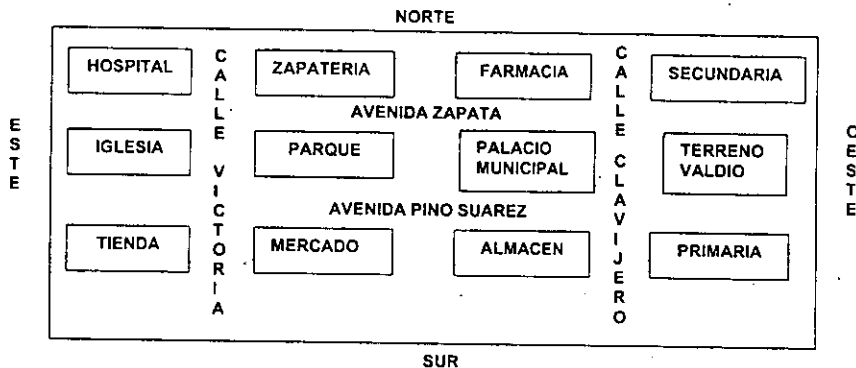 NORTE
HOSPITAL
ZAPATERIA
FARMACIA
SECUNDARIA
AVENIDA ZAPATA
IGLESIA
PARQUE
PALACIO
MUNICIPAL
TERRENO
VALDIO
AVENIDA PINO SUAREZ
TIENDA
MERCADO
ALMACEN
PRIMARIA
CALLE VICTORIA
CALLE CLAVIJERO
ESTE
OESTE
SUR